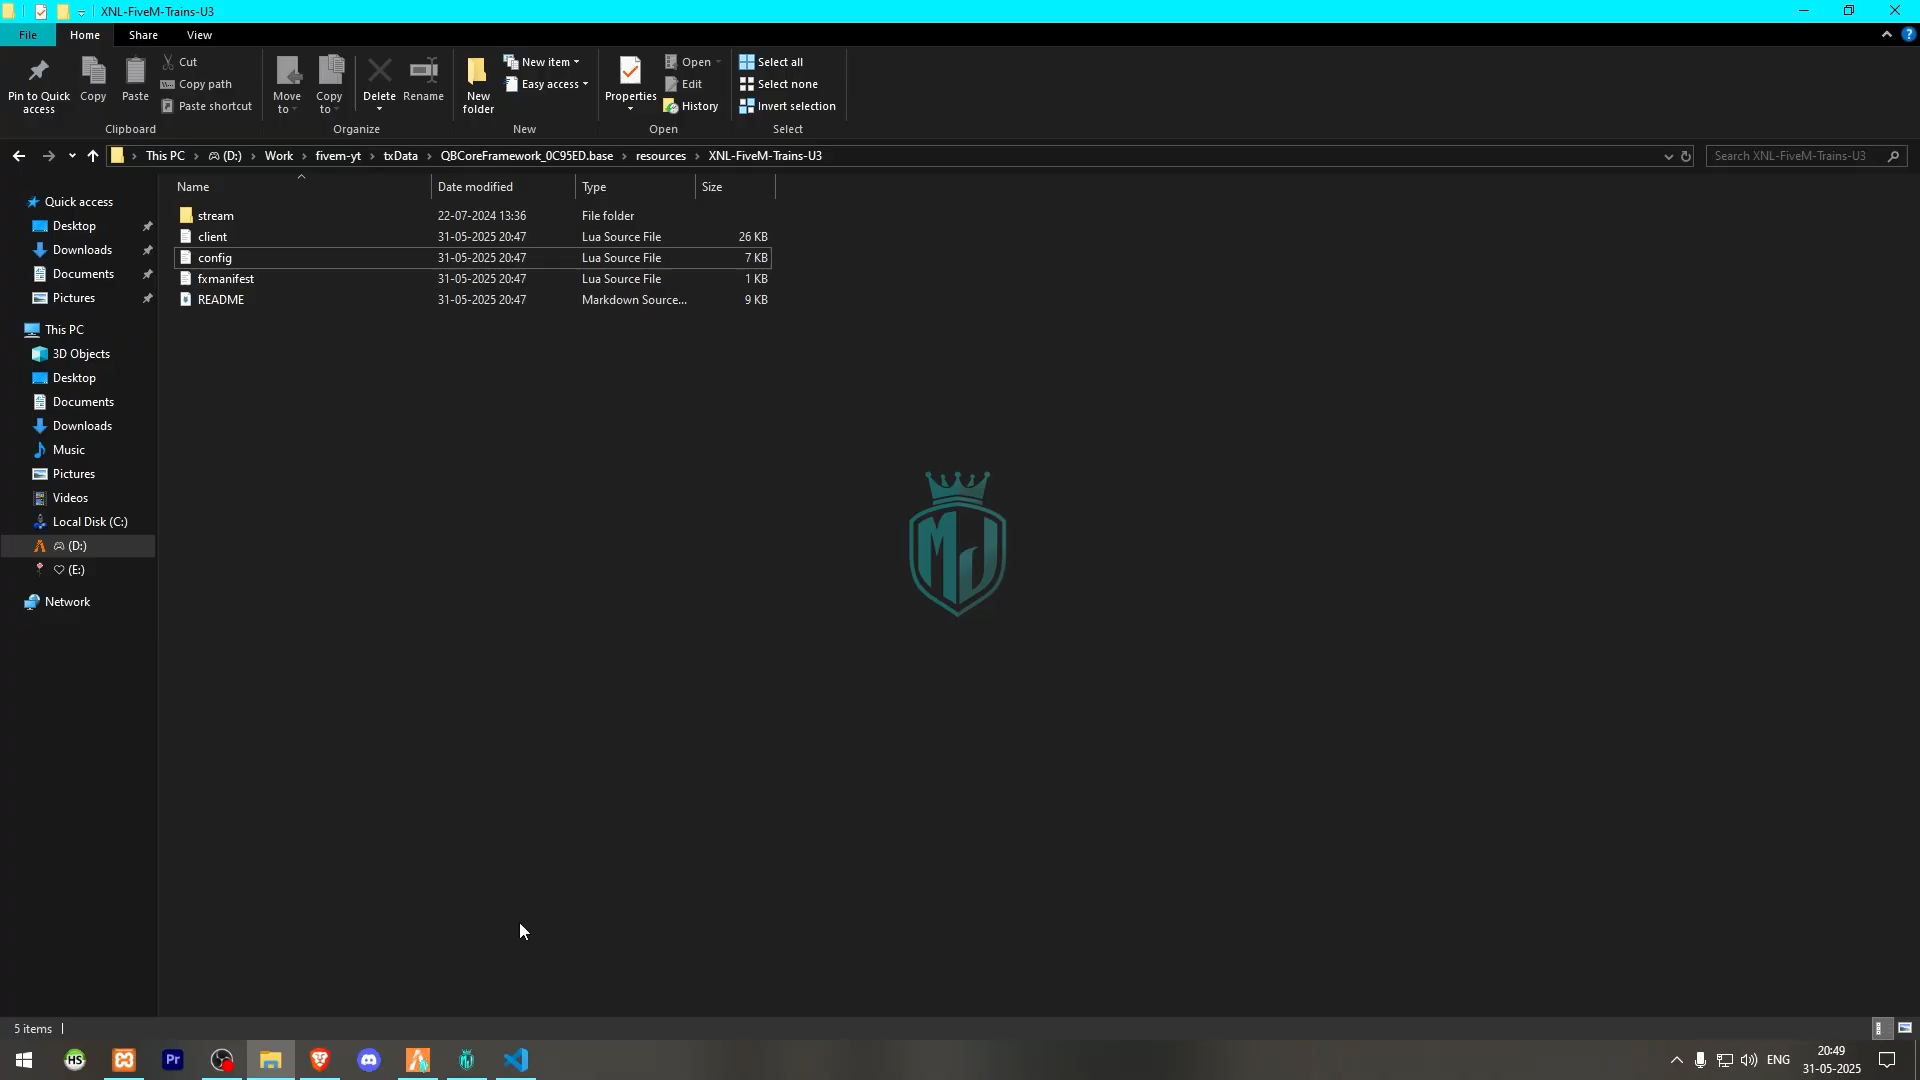 XNL-FiveM-Trains-U3
File
Home
Share
View
Pin to Quick access
Copy
Paste
Cut
Copy path
Paste shortcut
Clipboard
Move to
Copy to
Delete
Rename
Organize
New folder
New item
Easy access
New
Properties
Open
Edit
History
Open
Select all
Select none
Invert selection
Select
This PC > (D:) > Work > fivem-yt > txData > QBCoreFramework_0C95ED.base > resources > XNL-FiveM-Trains-U3
Search XNL-FiveM-Trains-U3
Name Date modified Type Size
stream 22-07-2024 13:36 File folder
client 31-05-2025 20:47 Lua Source File 26 KB
config 31-05-2025 20:47 Lua Source File 7 KB
fxmanifest 31-05-2025 20:47 Lua Source File 1 KB
README 31-05-2025 20:47 Markdown Source... 9 KB
Quick access
Desktop
Downloads
Documents
Pictures
This PC
3D Objects
Desktop
Documents
Downloads
Music
Pictures
Videos
Local Disk (C:)
(D:)
(E:)
Network
MJ
5 items
HS
Pr
ENG
20:49
31-05-2025